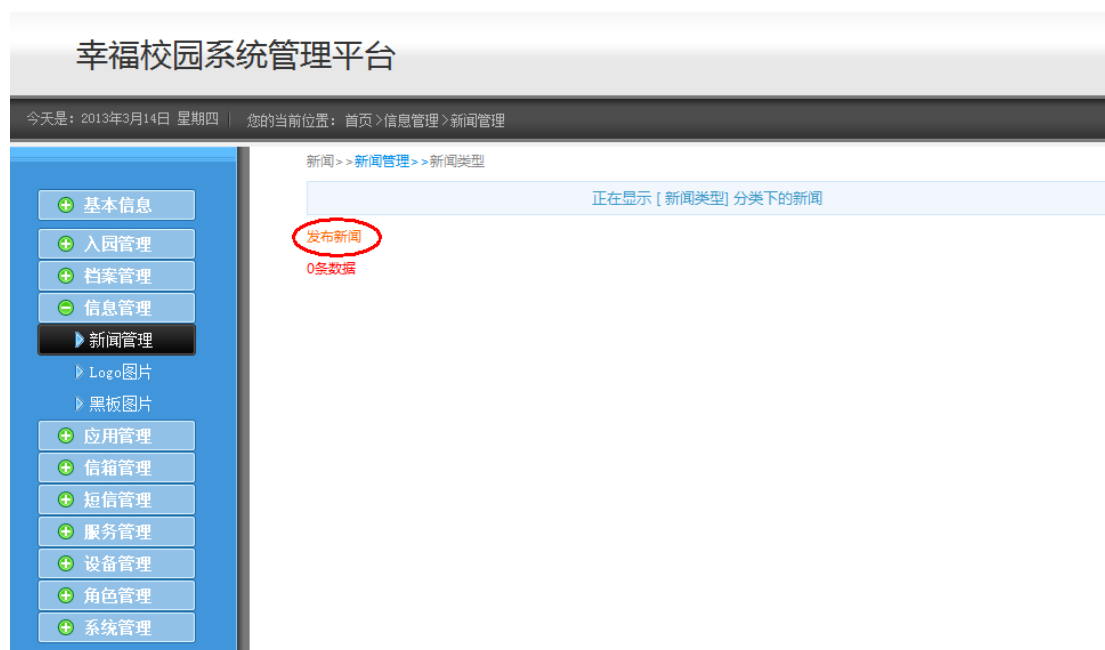 幸福校园系统管理平台
今天是：2013年3月14日 星期四 您的当前位置：首页>信息管理>新闻管理
新闻>>新闻管理>>新闻类型
正在显示 [ 新闻类型] 分类下的新闻
发布新闻
0条数据
基本信息
入园管理
档案管理
信息管理
新闻管理
Logo图片
黑板图片
应用管理
信箱管理
短信管理
服务管理
设备管理
角色管理
系统管理